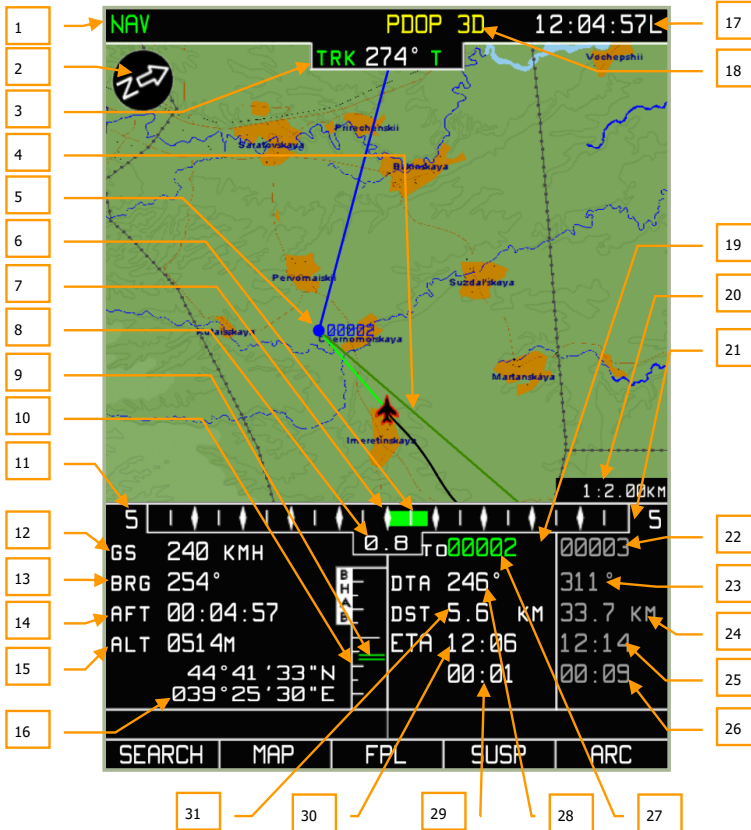 1
2
3
4
5
6
7
8
9
10
11
12
13
14
15
16
17
18
19
20
21
22
23
24
25
26
27
28
29
30
31
NAV PDOP 3D 12:04:57L
TRK 274° T
N
Vochepshii
Prirechenskii
Saratovskaya
Bakinskaya
Pervomaiskii
Suzdal'skaya
Kutaisskaya
00002
Chernomorskaya
Martanskaya
Imeretinskaya
1:2.00KM
5 5
0.8
GS 240 KMH TO 00002 00003
BRG 254° DTA 246° 311°
AFT 00:04:57 DST 5.6 KM 33.7 KM
ALT 0514M ETA 12:06 12:14
44°41'33"N 00:01 00:09
039°25'30"E
SEARCH MAP FPL SUSP ARC